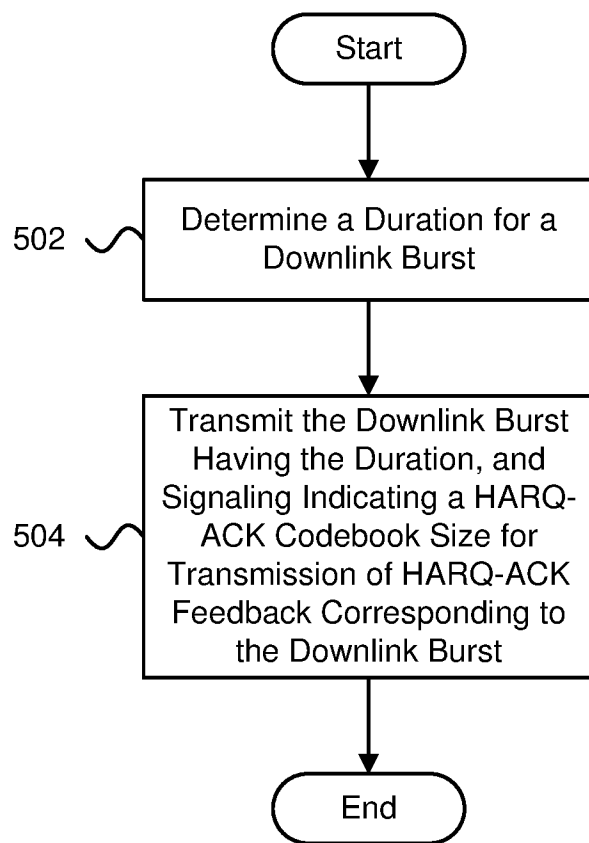 Start
502
Determine a Duration for a
Downlink Burst
504
Transmit the Downlink Burst
Having the Duration, and
Signaling Indicating a HARQ-
ACK Codebook Size for
Transmission of HARQ-ACK
Feedback Corresponding to
the Downlink Burst
End